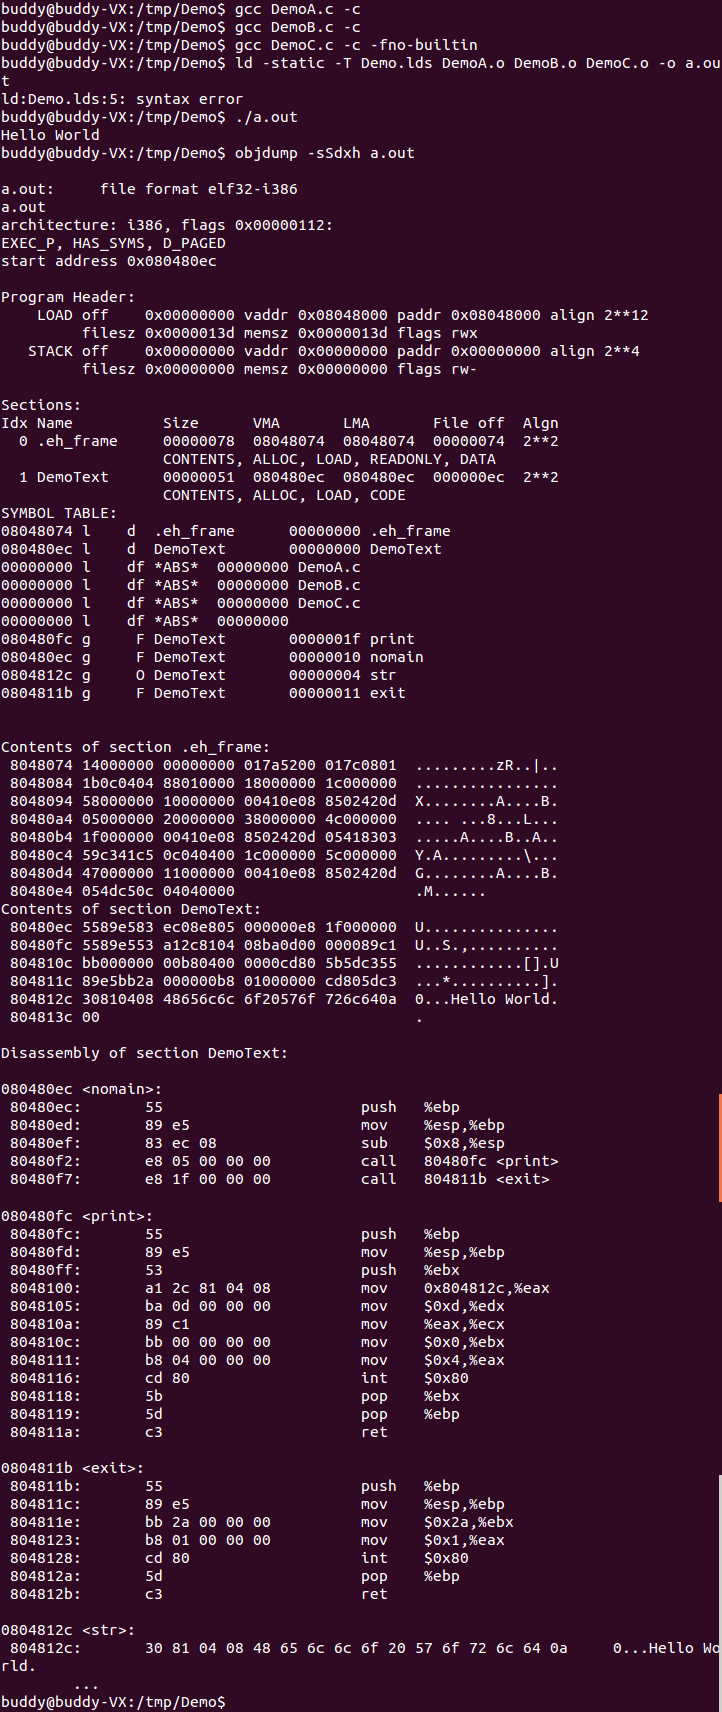 buddy@buddy-VX:/tmp/Demo$ gcc DemoA.c -c
buddy@buddy-VX:/tmp/Demo$ gcc DemoB.c -c
buddy@buddy-VX:/tmp/Demo$ gcc DemoC.c -c -fno-builtin
buddy@buddy-VX:/tmp/Demo$ ld -static -T Demo.lds DemoA.o DemoB.o DemoC.o -o a.ou
t
ld:Demo.lds:5: syntax error
buddy@buddy-VX:/tmp/Demo$ ./a.out
Hello World
buddy@buddy-VX:/tmp/Demo$ objdump -sSdxh a.out

a.out:     file format elf32-i386
a.out
architecture: i386, flags 0x00000112:
EXEC_P, HAS_SYMS, D_PAGED
start address 0x080480ec

Program Header:
    LOAD off    0x00000000 vaddr 0x08048000 paddr 0x08048000 align 2**12
         filesz 0x0000013d memsz 0x0000013d flags rwx
   STACK off    0x00000000 vaddr 0x00000000 paddr 0x00000000 align 2**4
         filesz 0x00000000 memsz 0x00000000 flags rw-

Sections:
Idx Name          Size      VMA       LMA       File off  Algn
  0 .eh_frame     00000078  08048074  08048074  00000074  2**2
                  CONTENTS, ALLOC, LOAD, READONLY, DATA
  1 DemoText      00000051  080480ec  080480ec  000000ec  2**2
                  CONTENTS, ALLOC, LOAD, CODE
SYMBOL TABLE:
08048074 l    d  .eh_frame      00000000 .eh_frame
080480ec l    d  DemoText       00000000 DemoText
00000000 l    df *ABS*  00000000 DemoA.c
00000000 l    df *ABS*  00000000 DemoB.c
00000000 l    df *ABS*  00000000 DemoC.c
00000000 l    df *ABS*  00000000
080480fc g     F DemoText       0000001f print
080480ec g     F DemoText       00000010 nomain
0804812c g     O DemoText       00000004 str
0804811b g     F DemoText       00000011 exit


Contents of section .eh_frame:
 8048074 14000000 00000000 017a5200 017c0801  .........zR..|..
 8048084 1b0c0404 88010000 18000000 1c000000  ................
 8048094 58000000 10000000 00410e08 8502420d  X........A....B.
 80480a4 05000000 20000000 38000000 4c000000  .... ...8...L...
 80480b4 1f000000 00410e08 8502420d 05418303  .....A....B..A..
 80480c4 59c341c5 0c040400 1c000000 5c000000  Y.A.........\...
 80480d4 47000000 11000000 00410e08 8502420d  G........A....B.
 80480e4 054dc50c 04040000                    .M......
Contents of section DemoText:
 80480ec 5589e583 ec08e805 000000e8 1f000000  U...............
 80480fc 5589e553 a12c8104 08ba0d00 000089c1  U..S.,..........
 804810c bb000000 00b80400 0000cd80 5b5dc355  ............[].U
 804811c 89e5bb2a 000000b8 01000000 cd805dc3  ...*..........].
 804812c 30810408 48656c6c 6f20576f 726c640a  0...Hello World.
 804813c 00                                   .

Disassembly of section DemoText:

080480ec <nomain>:
 80480ec:       55                      push   %ebp
 80480ed:       89 e5                   mov    %esp,%ebp
 80480ef:       83 ec 08                sub    $0x8,%esp
 80480f2:       e8 05 00 00 00          call   80480fc <print>
 80480f7:       e8 1f 00 00 00          call   804811b <exit>

080480fc <print>:
 80480fc:       55                      push   %ebp
 80480fd:       89 e5                   mov    %esp,%ebp
 80480ff:       53                      push   %ebx
 8048100:       a1 2c 81 04 08          mov    0x804812c,%eax
 8048105:       ba 0d 00 00 00          mov    $0xd,%edx
 804810a:       89 c1                   mov    %eax,%ecx
 804810c:       bb 00 00 00 00          mov    $0x0,%ebx
 8048111:       b8 04 00 00 00          mov    $0x4,%eax
 8048116:       cd 80                   int    $0x80
 8048118:       5b                      pop    %ebx
 8048119:       5d                      pop    %ebp
 804811a:       c3                      ret

0804811b <exit>:
 804811b:       55                      push   %ebp
 804811c:       89 e5                   mov    %esp,%ebp
 804811e:       bb 2a 00 00 00          mov    $0x2a,%ebx
 8048123:       b8 01 00 00 00          mov    $0x1,%eax
 8048128:       cd 80                   int    $0x80
 804812a:       5d                      pop    %ebp
 804812b:       c3                      ret

0804812c <str>:
 804812c:       30 81 04 08 48 65 6c 6c 6f 20 57 6f 72 6c 64 0a     0...Hello Wo
rld.
        ...
buddy@buddy-VX:/tmp/Demo$